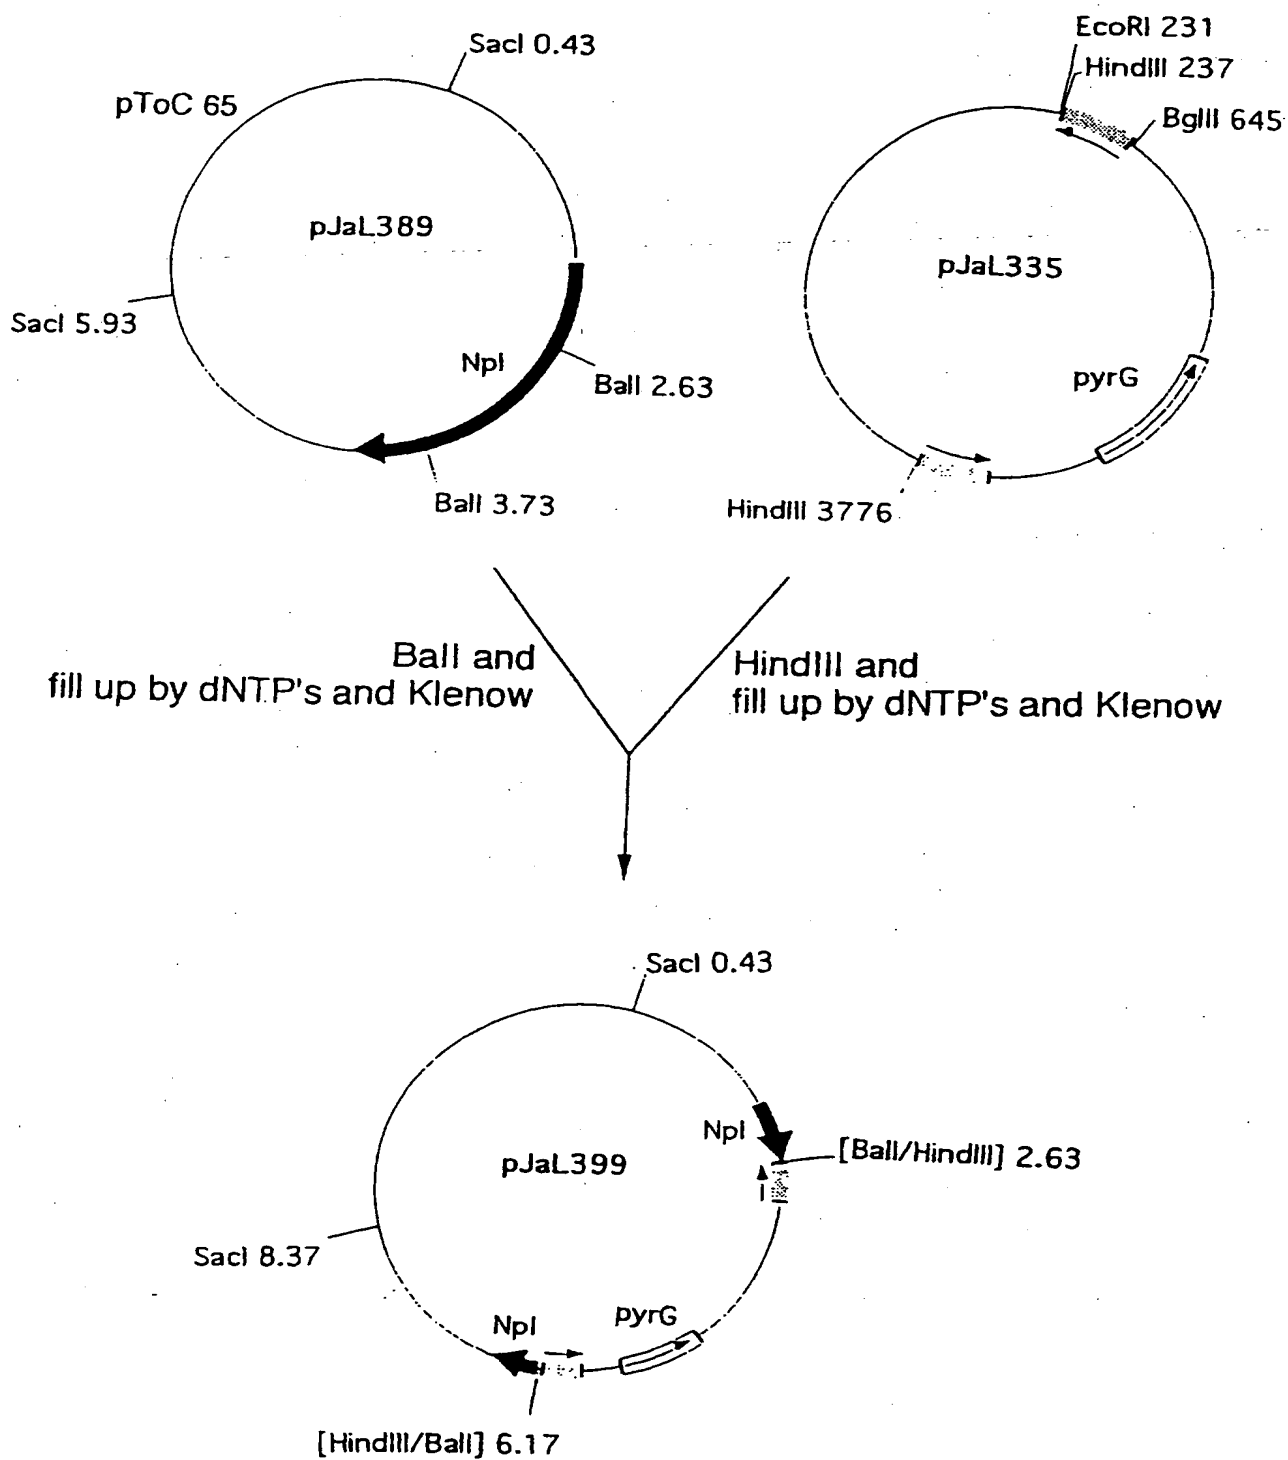 SacI 0.43
pToC 65
pJaL389
SacI 5.93
NpI
BalI 2.63
BalI 3.73
EcoRI 231
HindIII 237
BglII 645
pJaL335
pyrG
HindIII 3776
BalI and
fill up by dNTP's and Klenow
HindIII and
fill up by dNTP's and Klenow
SacI 0.43
NpI
[BalI/HindIII] 2.63
pJaL399
SacI 8.37
NpI
pyrG
[HindIII/BalI] 6.17